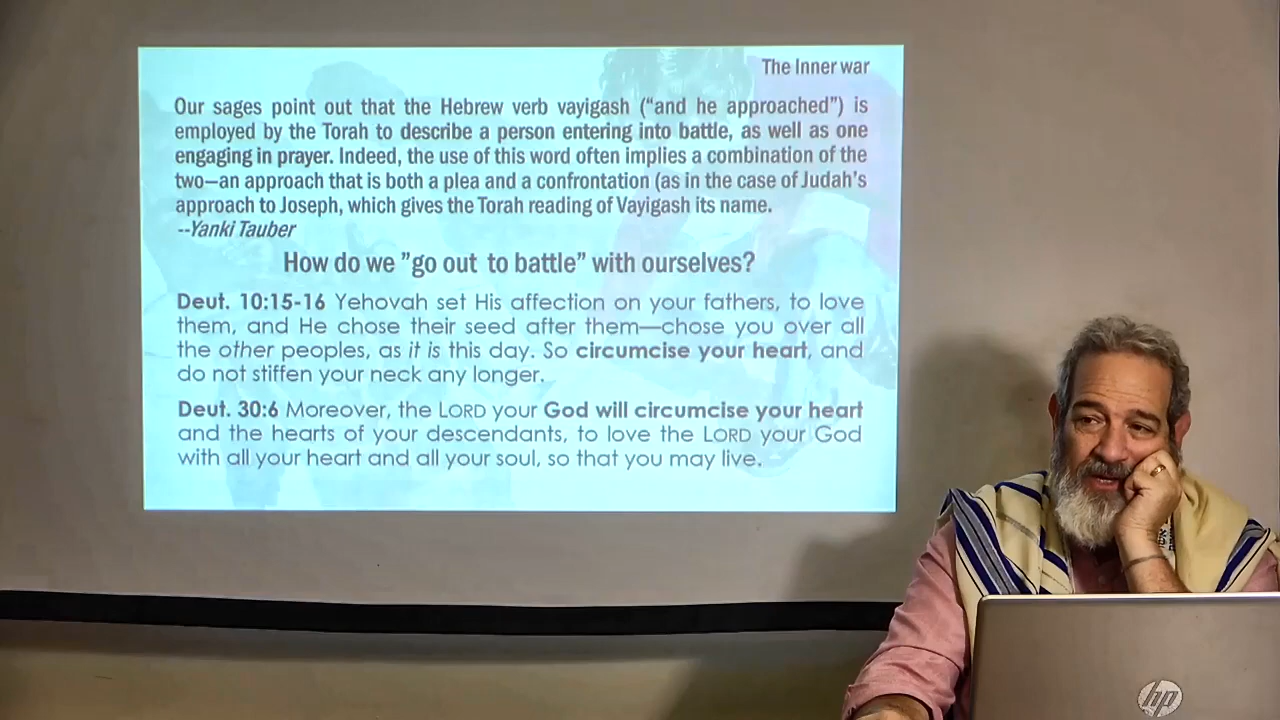 The Inner war
Our sages point out that the Hebrew verb vayigash (“and he approached”) is
employed by the Torah to describe a person entering into battle, as well as one
engaging in prayer. Indeed, the use of this word often implies a combination of the
two—an approach that is both a plea and a confrontation (as in the case of Judah’s
approach to Joseph, which gives the Torah reading of Vayigash its name.
--Yanki Tauber
How do we ”go out to battle” with ourselves?
Deut. 10:15-16 Yehovah set His affection on your fathers, to love
them, and He chose their seed after them—chose you over all
the other peoples, as it is this day. So circumcise your heart, and
do not stiffen your neck any longer.
Deut. 30:6 Moreover, the LORD your God will circumcise your heart
and the hearts of your descendants, to love the LORD your God
with all your heart and all your soul, so that you may live.
hp